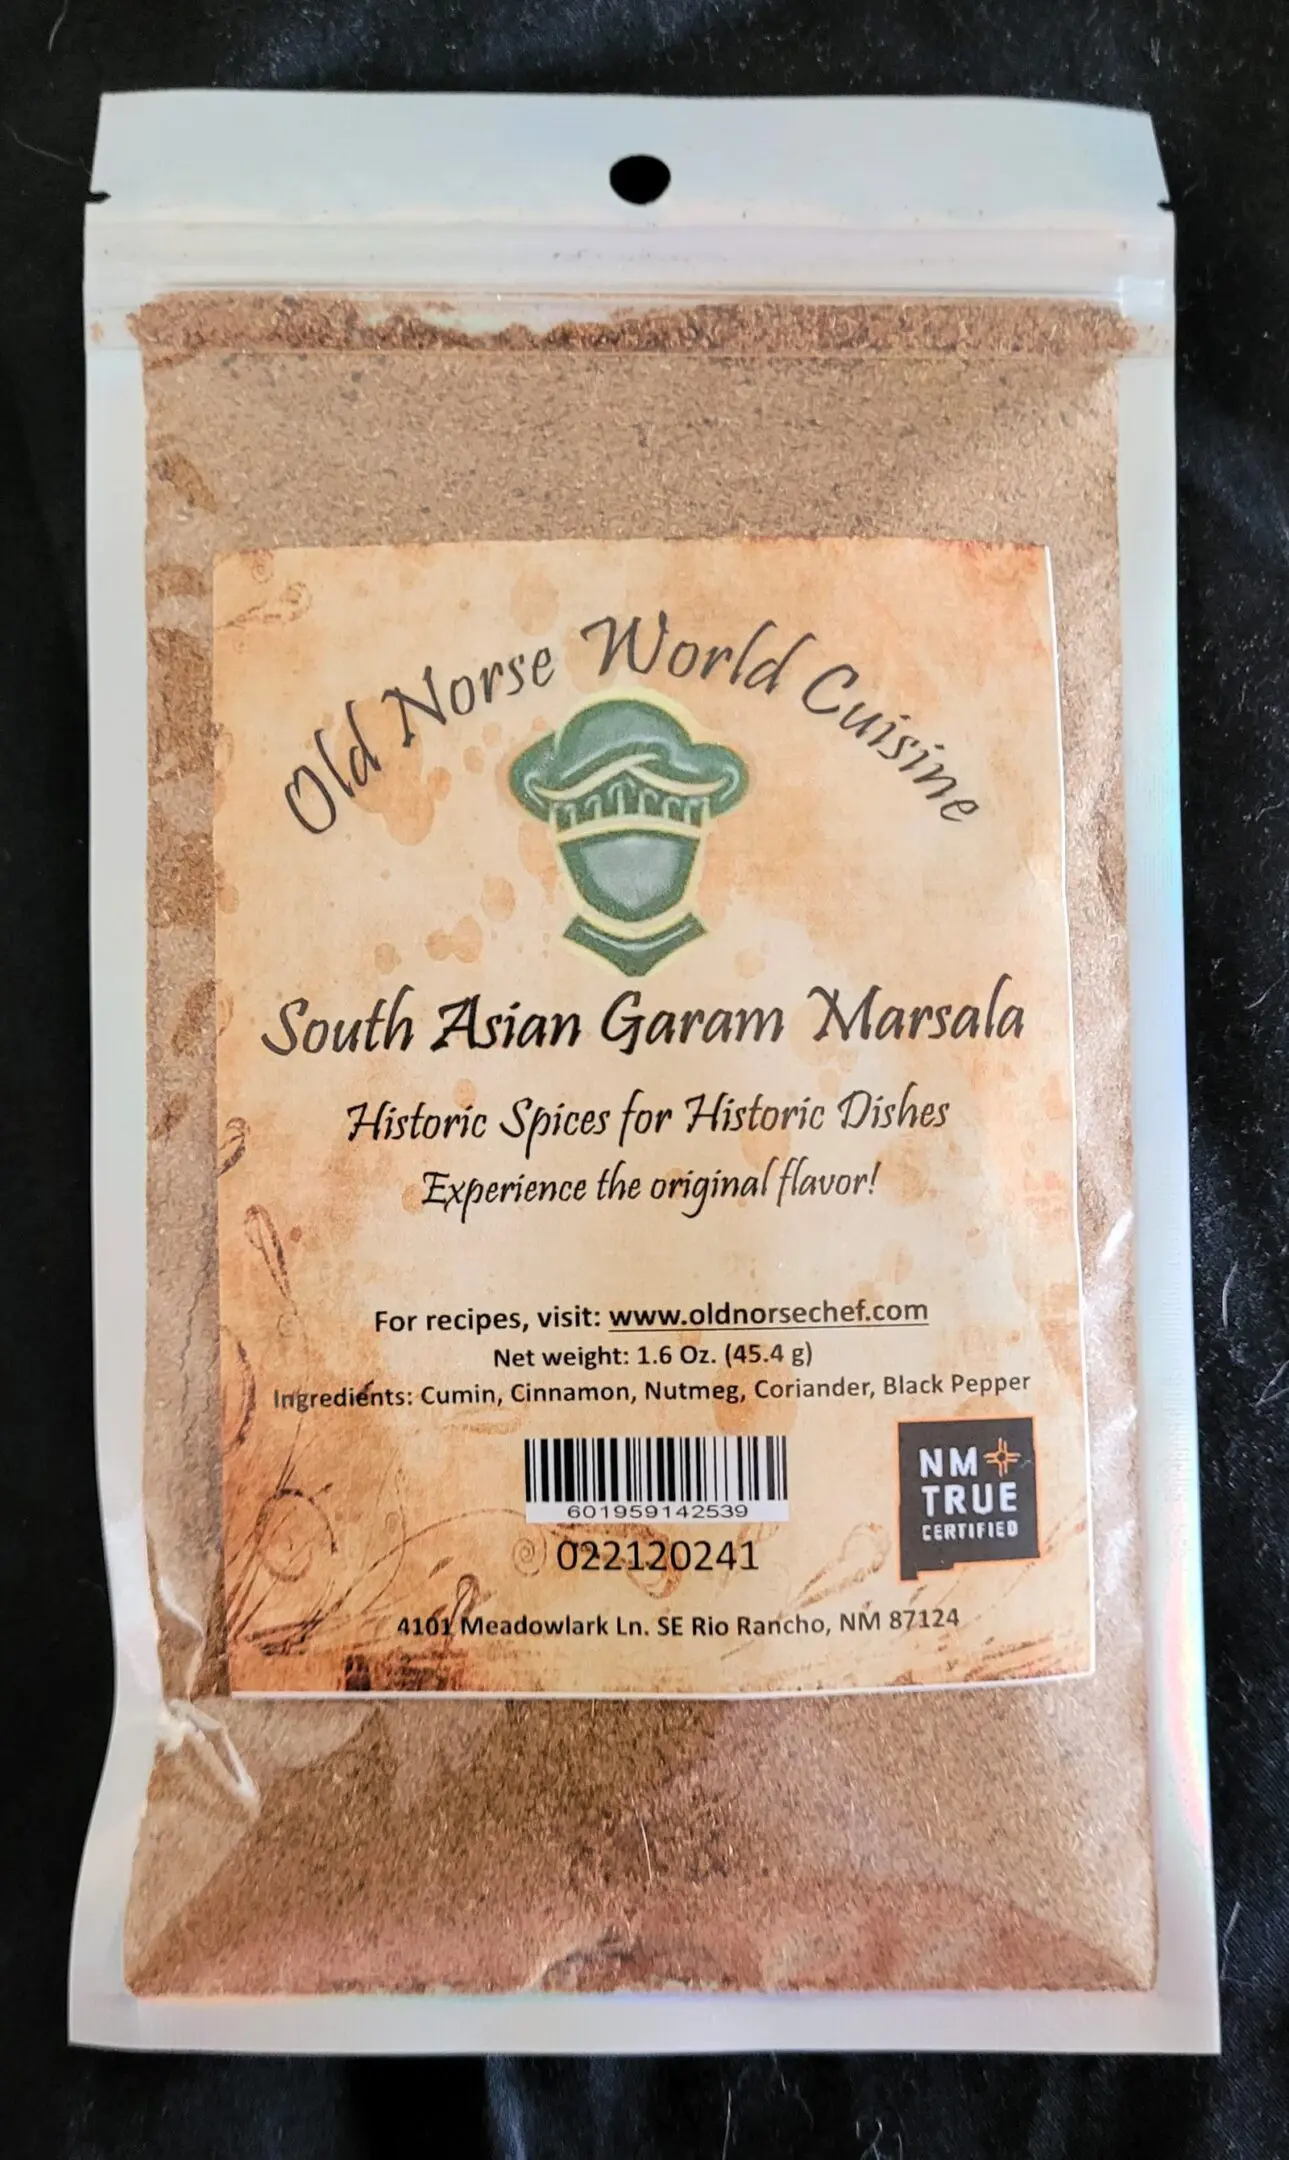 Old Norse World Cuisine
South Asian Garam Marsala
Historic Spices for Historic Dishes
Experience the original flavor!
For recipes, visit: www.oldnorsechef.com
Net weight: 1.6 Oz. (45.4 g)
Ingredients: Cumin, Cinnamon, Nutmeg, Coriander, Black Pepper
601959142539
022120241
NM
TRUE
CERTIFIED
4101 Meadowlark Ln. SE Rio Rancho, NM 87124